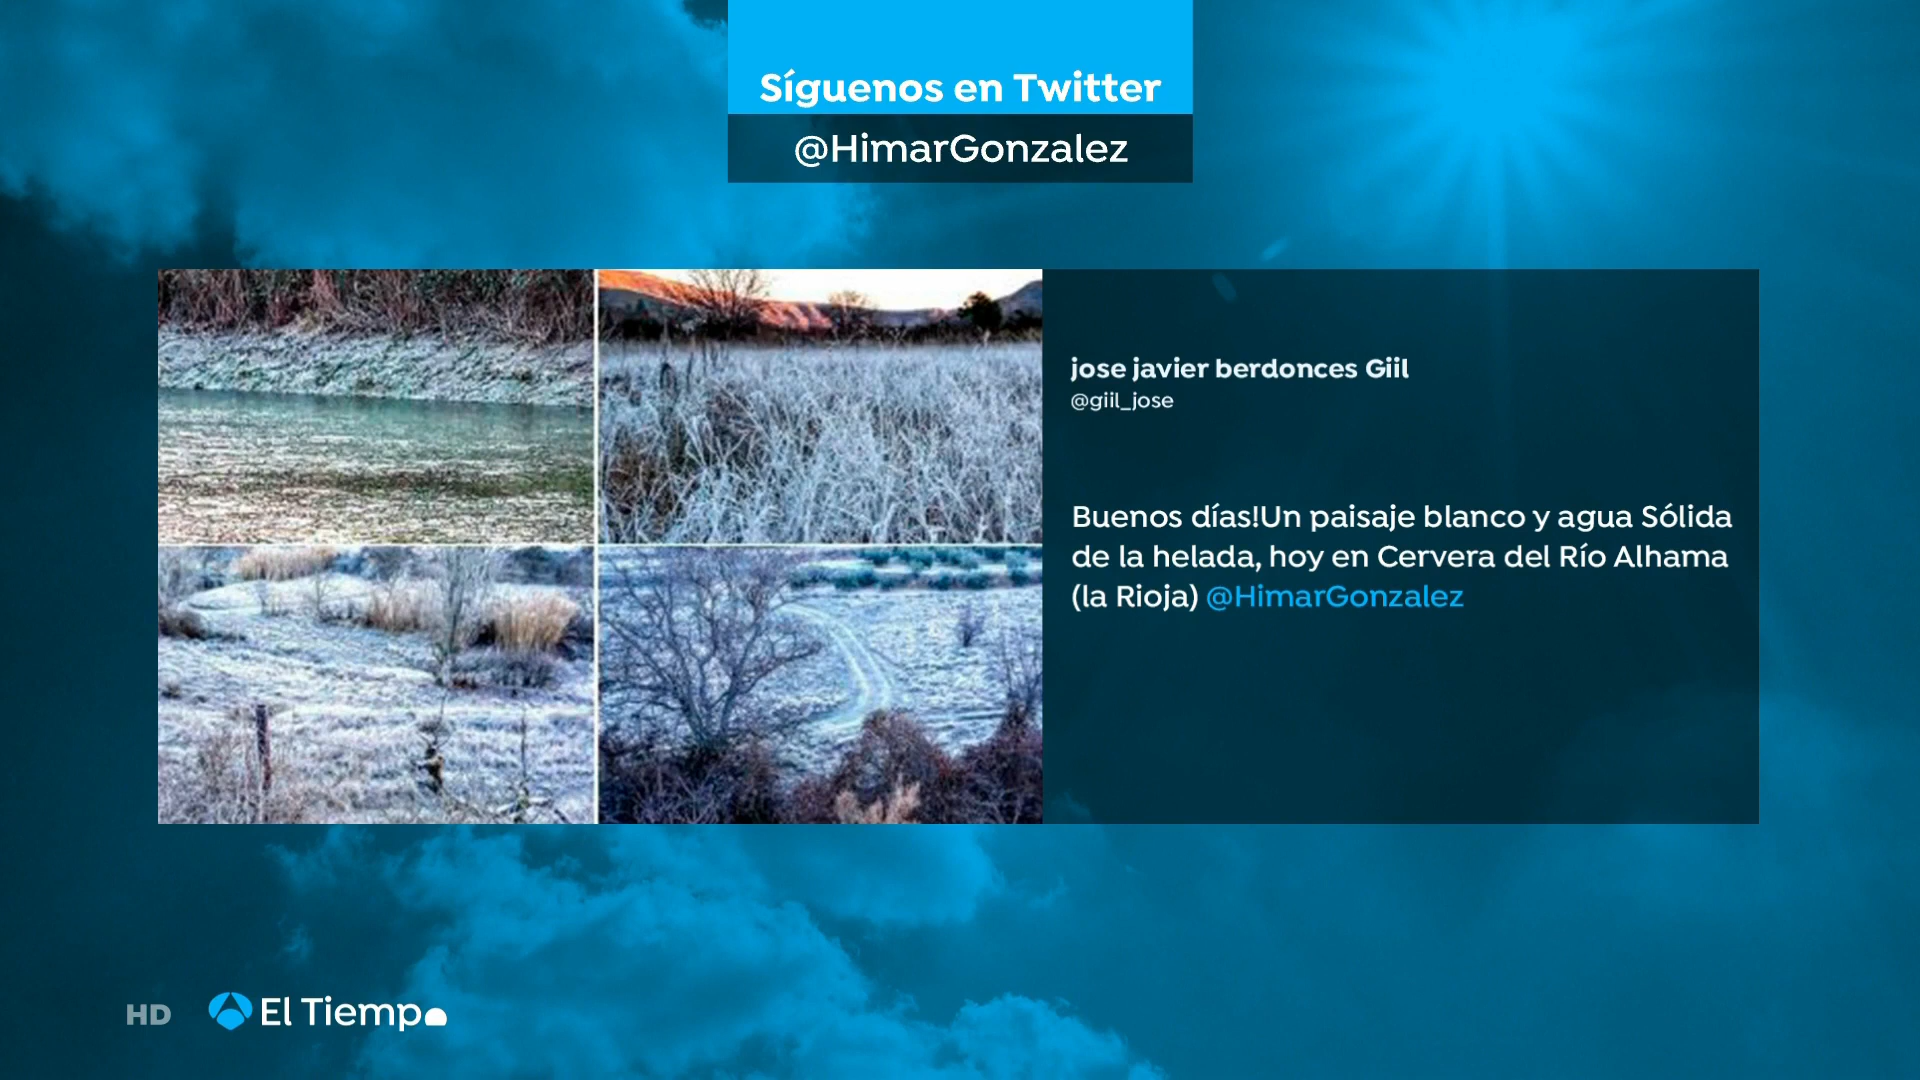 Síguenos en Twitter
@HimarGonzalez
jose javier berdonces Giil
@giil_jose
Buenos días!Un paisaje blanco y agua Sólida
de la helada, hoy en Cervera del Río Alhama
(la Rioja) @HimarGonzalez
HD El Tiempo